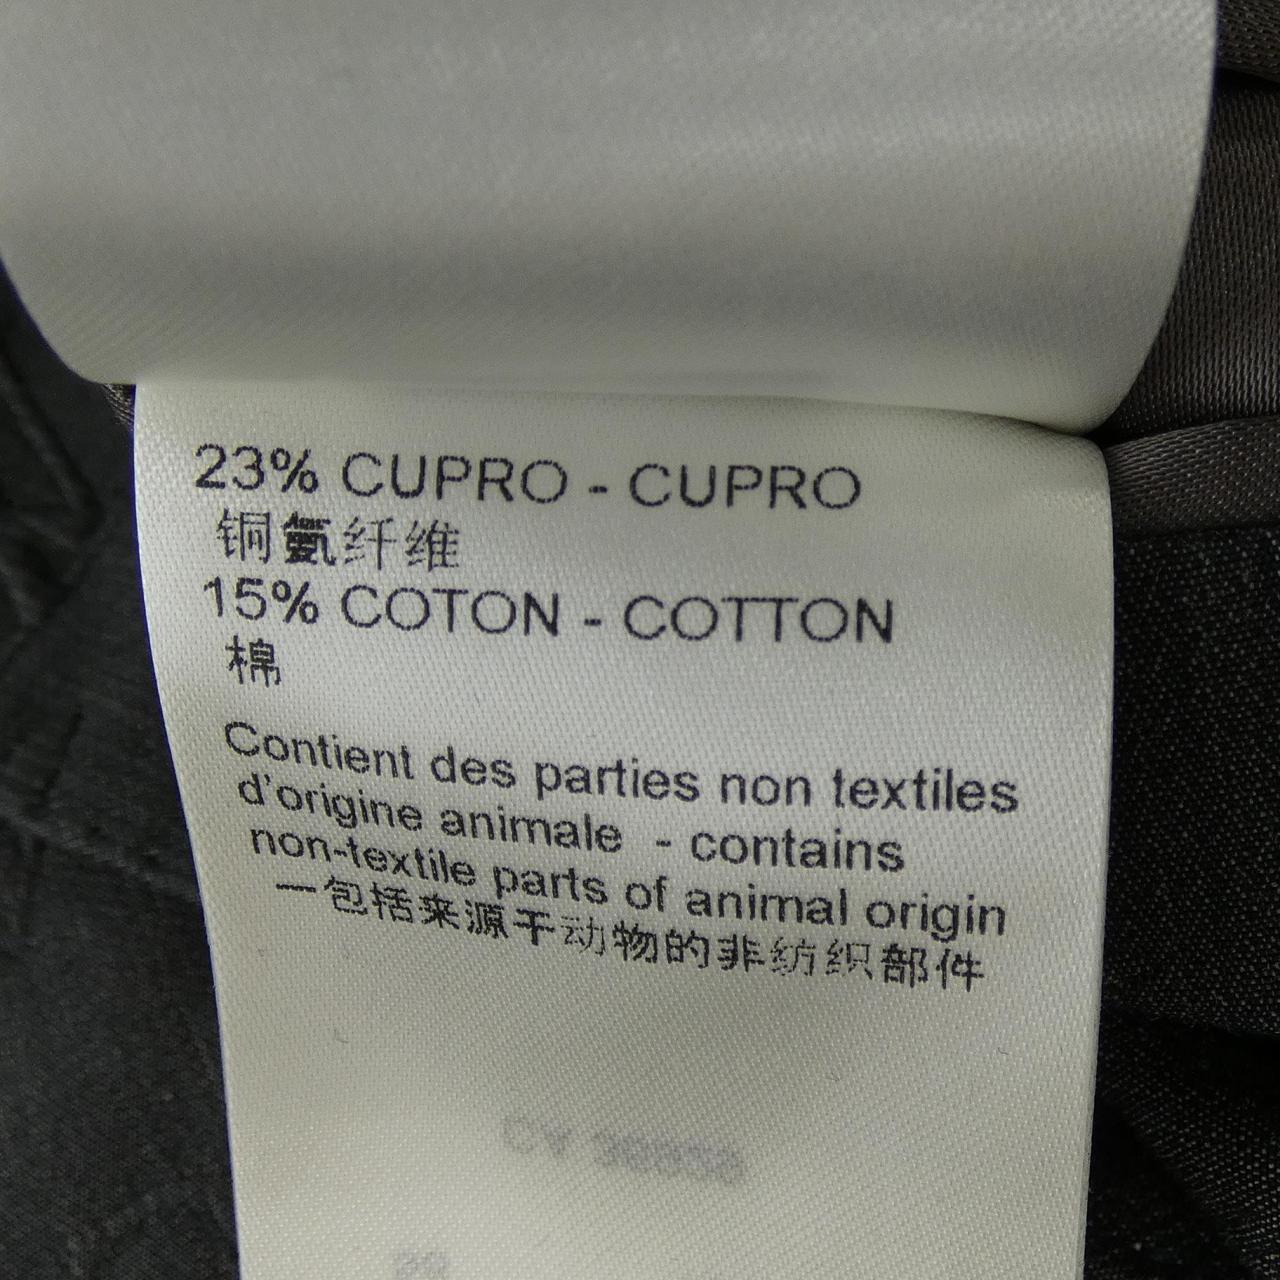 23% CUPRO - CUPRO
铜氨纤维
15% COTON - COTTON
棉
Contient des parties non textiles
d'origine animale - contains
non-textile parts of animal origin
一包括来源于动物的非纺织部件